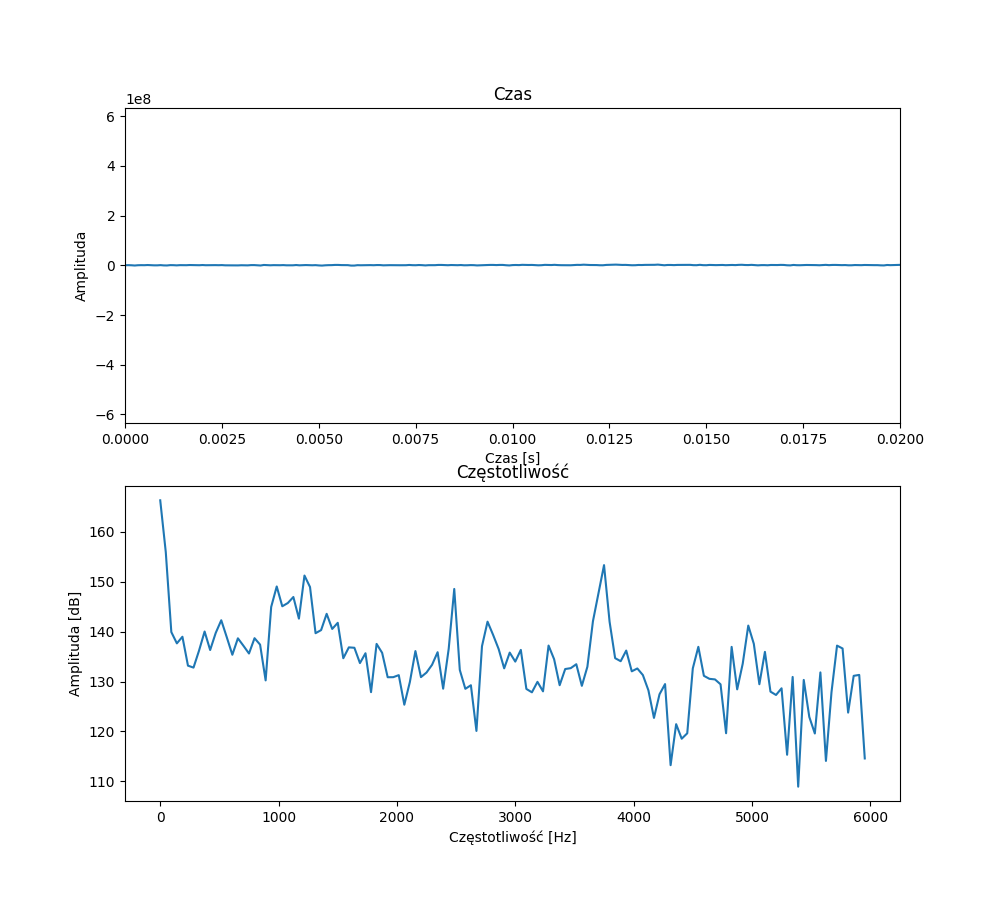 Czas
1e8
6
4
2
0
−2
−4
−6
Amplituda
0.0000 0.0025 0.0050 0.0075 0.0100 0.0125 0.0150 0.0175 0.0200
Czas [s]
Częstotliwość
160
150
140
130
120
110
Amplituda [dB]
0 1000 2000 3000 4000 5000 6000
Częstotliwość [Hz]